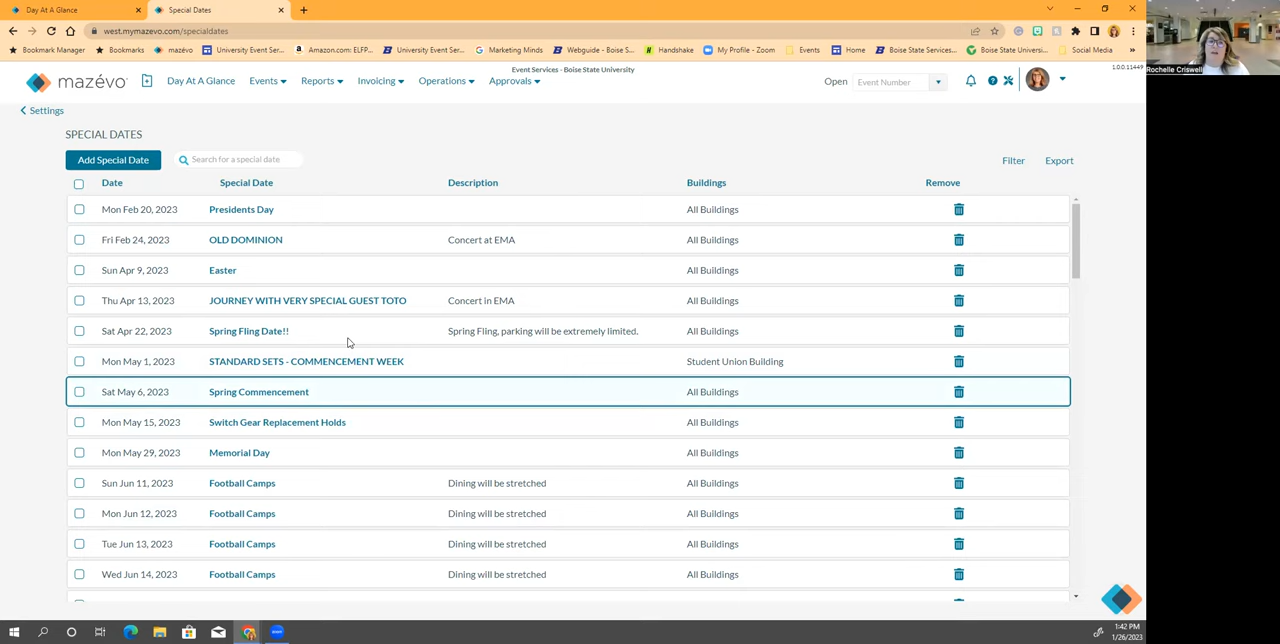 Day At A Glance
Special Dates
west.mymazevo.com/specialdates
Bookmark Manager
Bookmarks
mazévo
University Event Ser...
Amazon.com: ELFP...
University Event Ser...
Marketing Minds
Webguide - Boise S...
Handshake
My Profile - Zoom
Events
Home
Boise State Services...
Boise State Universi...
Social Media
»
Rochelle Criswell
Event Services - Boise State University
1.0.0.11449
mazévo
Day At A Glance
Events
Reports
Invoicing
Operations
Approvals
Open
Event Number
Settings
SPECIAL DATES
Add Special Date
Search for a special date
Filter
Export
Date Special Date Description Buildings Remove
Mon Feb 20, 2023 Presidents Day All Buildings
Fri Feb 24, 2023 OLD DOMINION Concert at EMA All Buildings
Sun Apr 9, 2023 Easter All Buildings
Thu Apr 13, 2023 JOURNEY WITH VERY SPECIAL GUEST TOTO Concert in EMA All Buildings
Sat Apr 22, 2023 Spring Fling Date!! Spring Fling, parking will be extremely limited. All Buildings
Mon May 1, 2023 STANDARD SETS - COMMENCEMENT WEEK Student Union Building
Sat May 6, 2023 Spring Commencement All Buildings
Mon May 15, 2023 Switch Gear Replacement Holds All Buildings
Mon May 29, 2023 Memorial Day All Buildings
Sun Jun 11, 2023 Football Camps Dining will be stretched All Buildings
Mon Jun 12, 2023 Football Camps Dining will be stretched All Buildings
Tue Jun 13, 2023 Football Camps Dining will be stretched All Buildings
Wed Jun 14, 2023 Football Camps Dining will be stretched All Buildings
1:42 PM
1/26/2023